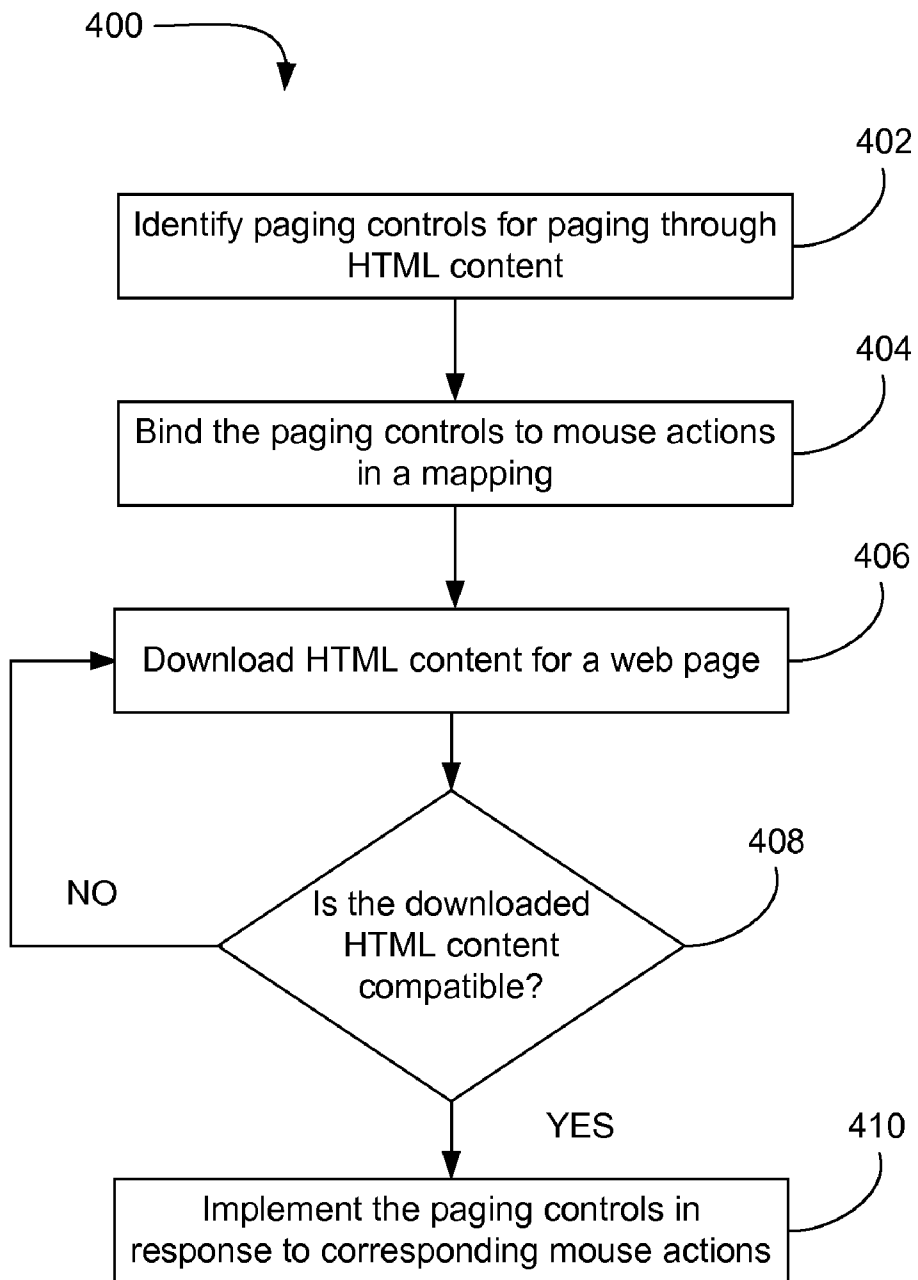 400
402
Identify paging controls for paging through
HTML content
404
Bind the paging controls to mouse actions
in a mapping
406
Download HTML content for a web page
408
NO
Is the downloaded
HTML content
compatible?
YES
410
Implement the paging controls in
response to corresponding mouse actions